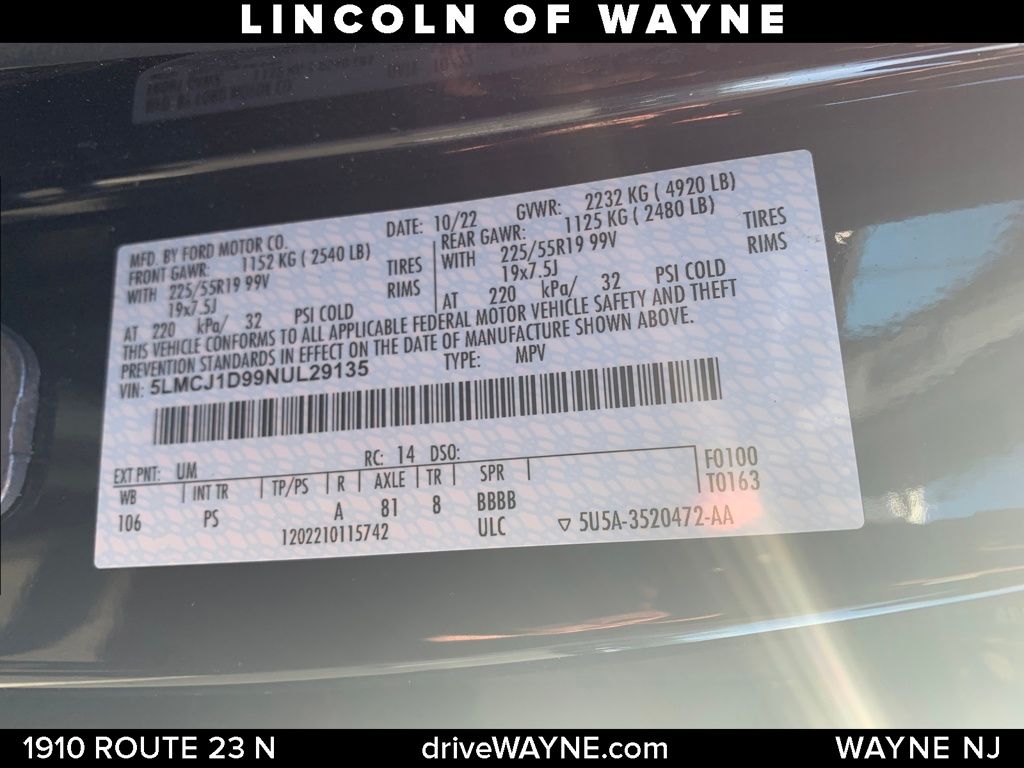 LINCOLN OF WAYNE
MFD. BY FORD MOTOR CO. DATE: 10/22 GVWR: 2232 KG ( 4920 LB)
FRONT GAWR: 1152 KG ( 2540 LB) REAR GAWR: 1125 KG ( 2480 LB)
WITH 225/55R19 99V TIRES WITH 225/55R19 99V TIRES
19x7.5J RIMS 19x7.5J RIMS
AT 220 kPa/ 32 PSI COLD AT 220 kPa/ 32 PSI COLD
THIS VEHICLE CONFORMS TO ALL APPLICABLE FEDERAL MOTOR VEHICLE SAFETY AND THEFT
PREVENTION STANDARDS IN EFFECT ON THE DATE OF MANUFACTURE SHOWN ABOVE.
VIN: 5LMCJ1D99NUL29135 TYPE: MPV
EXT PNT: UM RC: 14 DSO: F0100
WB INT TR TP/PS R AXLE TR SPR T0163
106 PS A 81 8 BBBB
1202210115742 ULC ▽ 5U5A-3520472-AA
1910 ROUTE 23 N driveWAYNE.com WAYNE NJ